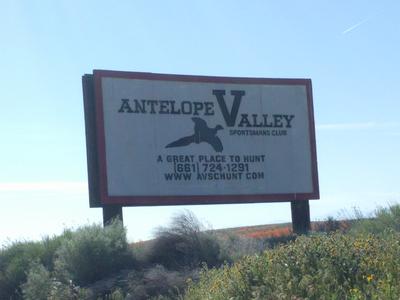 ANTELOPE VALLEY
SPORTSMANS CLUB
A GREAT PLACE TO HUNT
(661) 724-1291
WWW AVSCHUNT COM